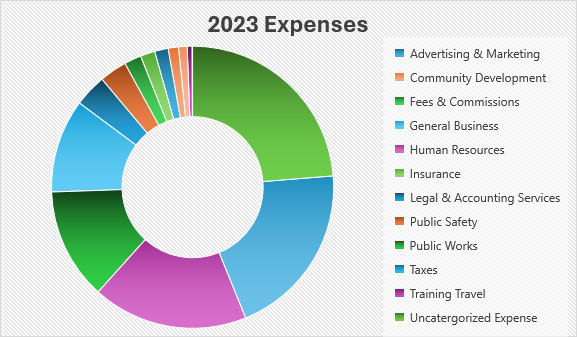 2023 Expenses
Advertising & Marketing
Community Development
Fees & Commissions
General Business
Human Resources
Insurance
Legal & Accounting Services
Public Safety
Public Works
Taxes
Training Travel
Uncatergorized Expense